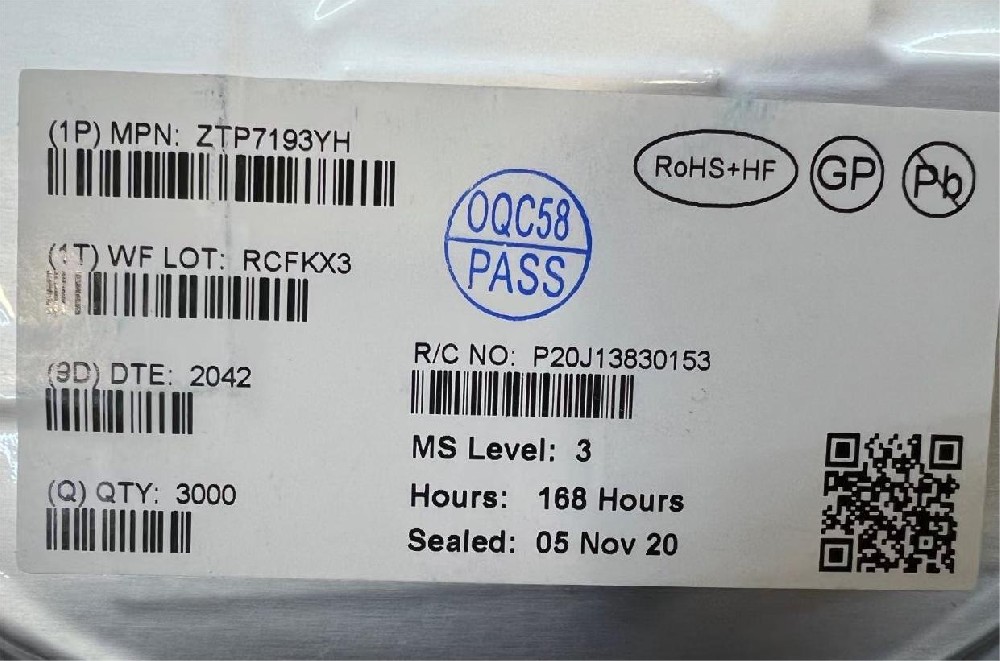 (1P) MPN: ZTP7193YH
RoHS+HF
GP
Pb
OQC58
PASS
(1T) WF LOT: RCFKX3
R/C NO: P20J13830153
(9D) DTE: 2042
MS Level: 3
(Q) QTY: 3000
Hours: 168 Hours
Sealed: 05 Nov 20